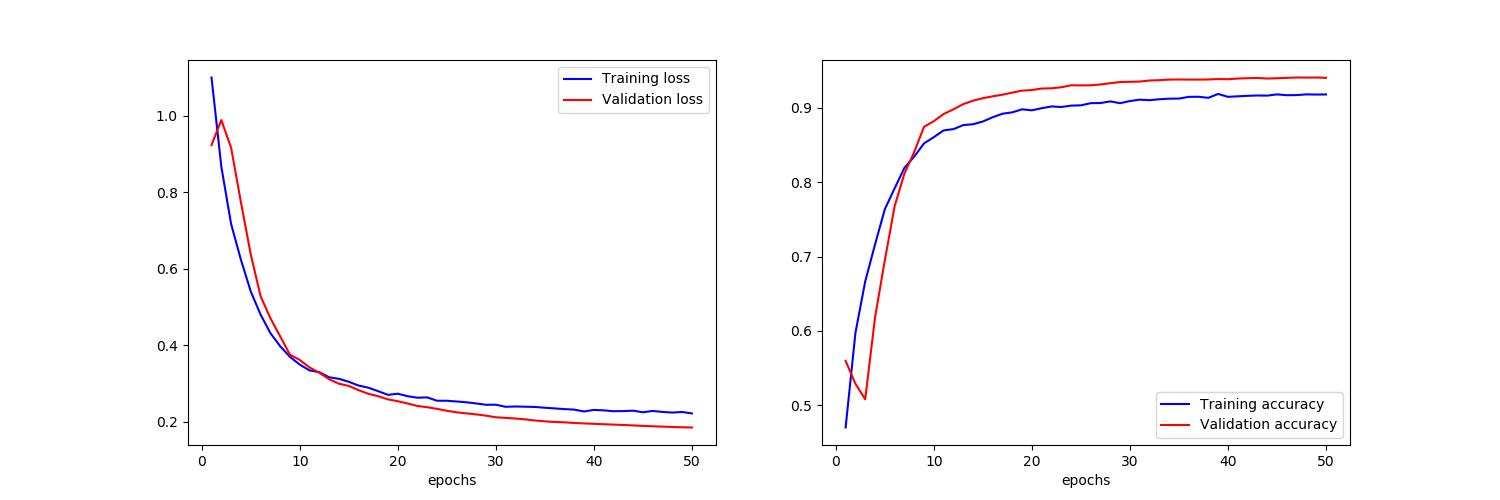 Training loss
Validation loss
1.0
0.8
0.6
0.4
0.2
0 10 20 30 40 50
epochs
0.9
0.8
0.7
0.6
0.5
Training accuracy
Validation accuracy
0 10 20 30 40 50
epochs